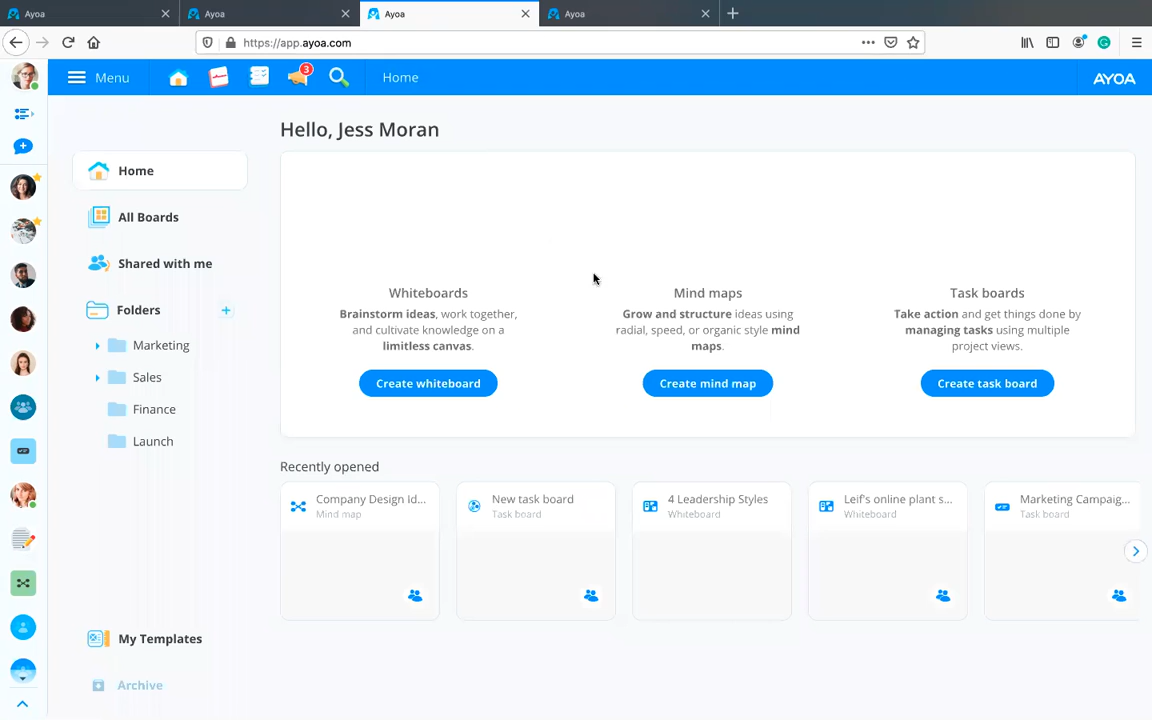 Ayoa
Ayoa
Ayoa
Ayoa
https://app.ayoa.com
Menu
3
Home
AYOA
Hello, Jess Moran
Home
All Boards
Shared with me
Folders
Marketing
Sales
Finance
Launch
My Templates
Archive
Whiteboards
Brainstorm ideas, work together,
and cultivate knowledge on a
limitless canvas.
Create whiteboard
Mind maps
Grow and structure ideas using
radial, speed, or organic style mind
maps.
Create mind map
Task boards
Take action and get things done by
managing tasks using multiple
project views.
Create task board
Recently opened
Company Design Id...
Mind map
New task board
Task board
4 Leadership Styles
Whiteboard
Leif's online plant s...
Whiteboard
Marketing Campaig...
Task board